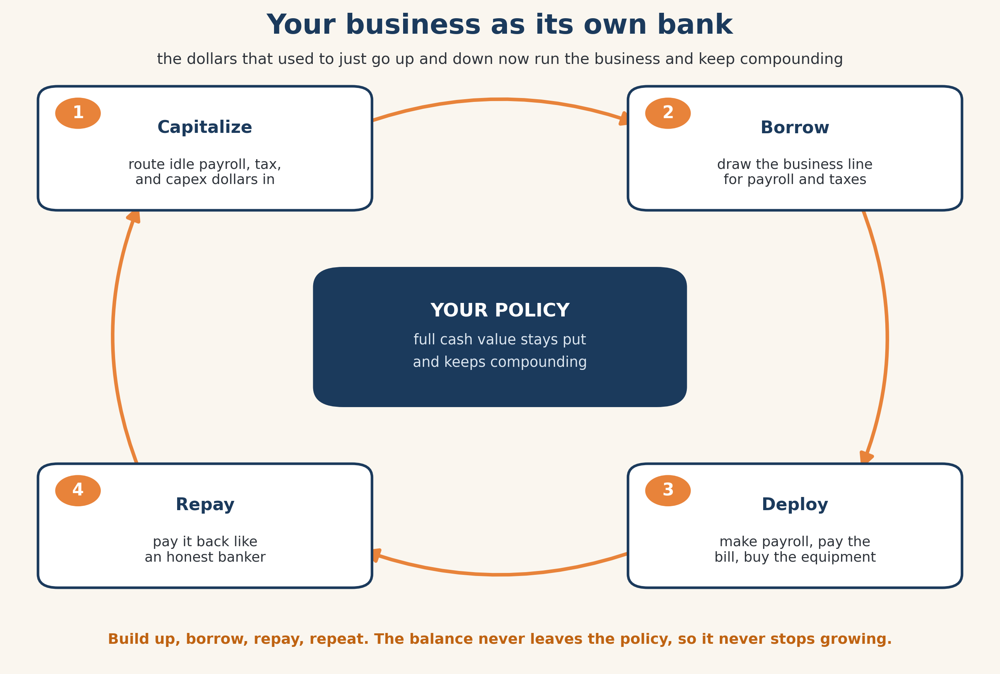 Your business as its own bank
the dollars that used to just go up and down now run the business and keep compounding
1
Capitalize
route idle payroll, tax,
and capex dollars in
2
Borrow
draw the business line
for payroll and taxes
YOUR POLICY
full cash value stays put
and keeps compounding
4
Repay
pay it back like
an honest banker
3
Deploy
make payroll, pay the
bill, buy the equipment
Build up, borrow, repay, repeat. The balance never leaves the policy, so it never stops growing.